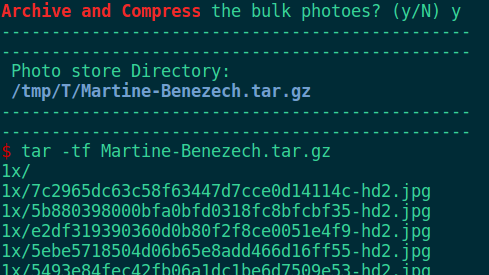 Archive and Compress the bulk photoes? (y/N) y
-----------------------------------------------
-----------------------------------------------
Photo store Directory:
/tmp/T/Martine-Benezech.tar.gz
-----------------------------------------------
-----------------------------------------------
$ tar -tf Martine-Benezech.tar.gz
1x/
1x/7c2965dc63c58f63447d7cce0d14114c-hd2.jpg
1x/5b880398000bfa0bfd0318fc8bfcbf35-hd2.jpg
1x/e2df319390360d0b80f2f8ce0051e4f9-hd2.jpg
1x/5ebe5718504d06b65e8add466d16ff55-hd2.jpg
1x/5493e84fec42fb06a1dc1be6d7509e53-hd2.jpg